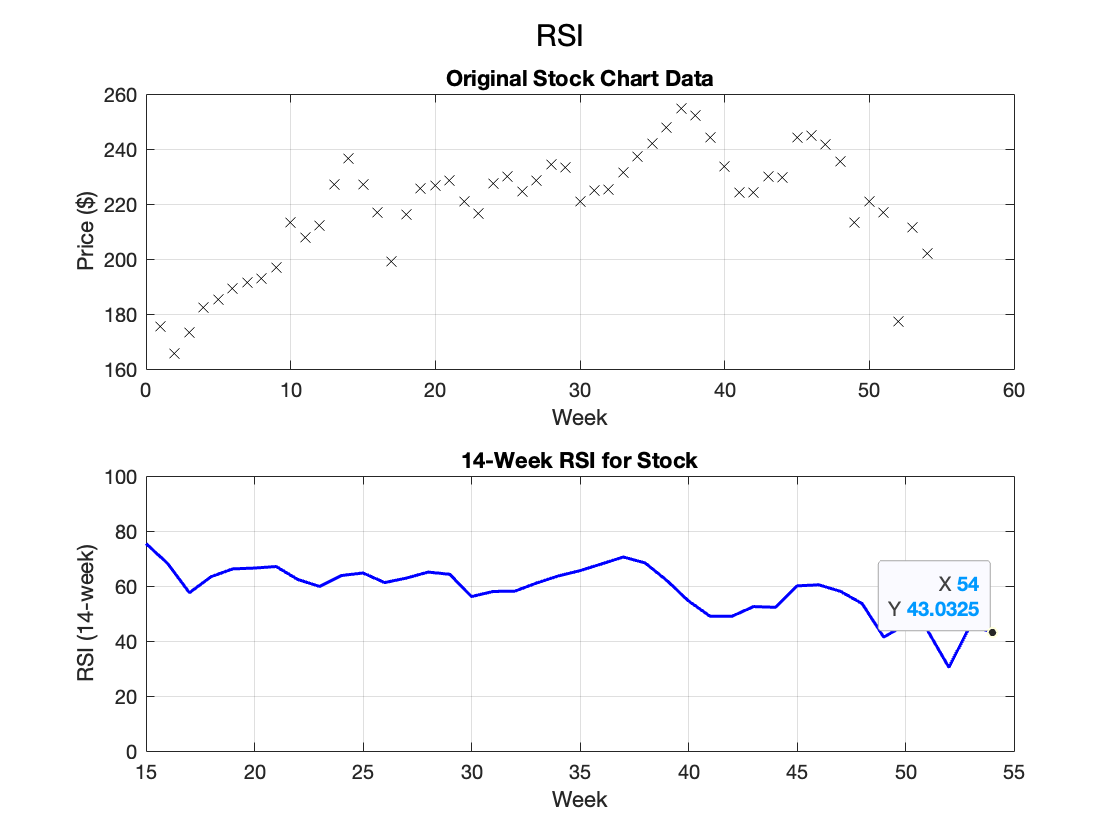 RSI
Original Stock Chart Data
260
240
220
200
180
160
Price ($)
0 10 20 30 40 50 60
Week
14-Week RSI for Stock
100
80
60
40
20
0
RSI (14-week)
X 54
Y 43.0325
15 20 25 30 35 40 45 50 55
Week